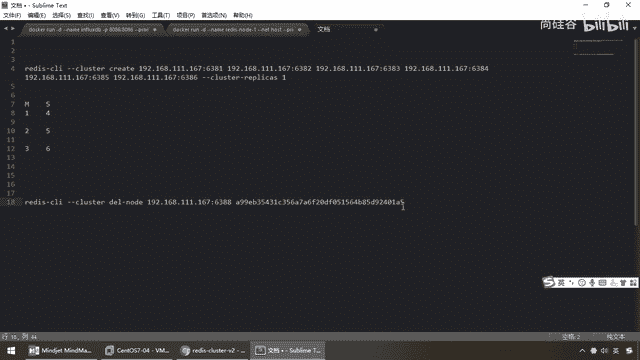 文档 • - Sublime Text
文件(F) 编辑(E) 选择(S) 查找(I) 查看(V) 转到(G) 工具(T) 项目(P) 首选项(N) 帮助(H)
docker run -d --name influxdb -p 8086:8086 --privi
docker run -d --name redis-node-1 --net host --pri
文档
尚硅谷
bilibili
1
2
3
4 redis-cli --cluster create 192.168.111.167:6381 192.168.111.167:6382 192.168.111.167:6383 192.168.111.167:6384
192.168.111.167:6385 192.168.111.167:6386 --cluster-replicas 1
5
6
7 M S
8 1 4
9
10 2 5
11
12 3 6
13
14
15
16
17
18 redis-cli --cluster del-node 192.168.111.167:6388 a99eb35431c356a7a6f20df051564b85d92401a5
英
空格: 2
纯文本
Mindjet MindMa...
CentOS7-04 - VM...
redis-cluster-v2 - ...
文档 • - Sublime T...
英